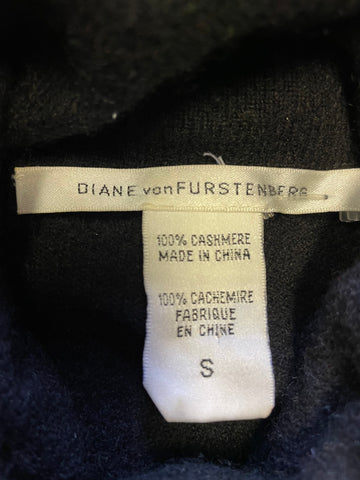 DIANE von FURSTENBERG
100% CASHMERE
MADE IN CHINA
100% CACHEMIRE
FABRIQUE
EN CHINE
S